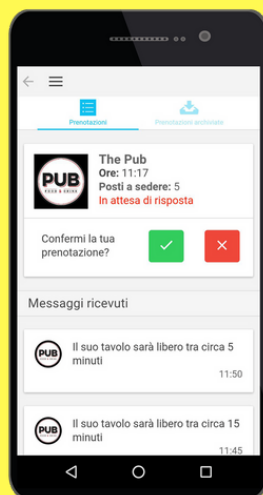 Prenotazioni
Prenotazioni archiviate
The Pub
Ore: 11:17
Posti a sedere: 5
In attesa di risposta
PUB
FOOD & DRINK
Confermi la tua
prenotazione?
Messaggi ricevuti
PUB
Il suo tavolo sarà libero tra circa 5
minuti
11:50
PUB
Il suo tavolo sarà libero tra circa 15
minuti
11:45